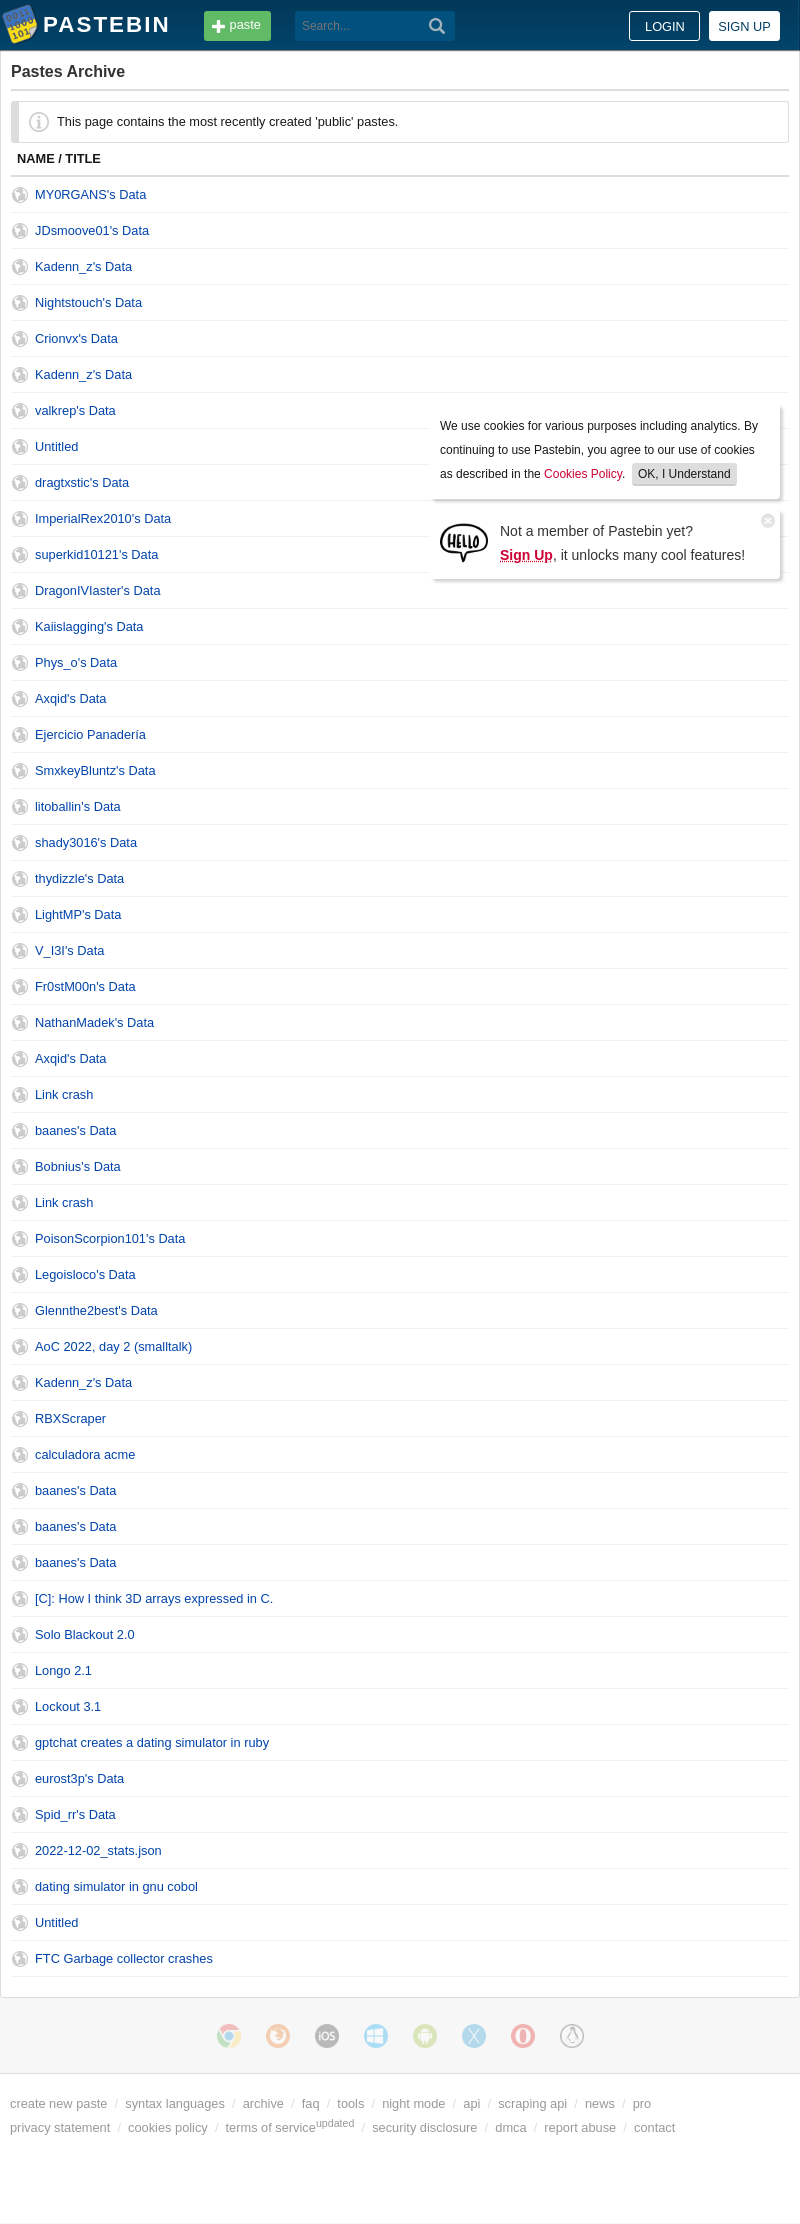 PASTEBIN paste Search... LOGIN SIGN UP
Pastes Archive
This page contains the most recently created 'public' pastes.
NAME / TITLE
MY0RGANS's Data
JDsmoove01's Data
Kadenn_z's Data
Nightstouch's Data
Crionvx's Data
Kadenn_z's Data
valkrep's Data
Untitled
dragtxstic's Data
ImperialRex2010's Data
superkid10121's Data
We use cookies for various purposes including analytics. By
continuing to use Pastebin, you agree to our use of cookies
as described in the Cookies Policy. OK, I Understand
HELLO
Not a member of Pastebin yet?
Sign Up, it unlocks many cool features!
DragonIVIaster's Data
Kaiislagging's Data
Phys_o's Data
Axqid's Data
Ejercicio Panadería
SmxkeyBluntz's Data
litoballin's Data
shady3016's Data
thydizzle's Data
LightMP's Data
V_I3I's Data
Fr0stM00n's Data
NathanMadek's Data
Axqid's Data
Link crash
baanes's Data
Bobnius's Data
Link crash
PoisonScorpion101's Data
Legoisloco's Data
Glennthe2best's Data
AoC 2022, day 2 (smalltalk)
Kadenn_z's Data
RBXScraper
calculadora acme
baanes's Data
baanes's Data
baanes's Data
[C]: How I think 3D arrays expressed in C.
Solo Blackout 2.0
Longo 2.1
Lockout 3.1
gptchat creates a dating simulator in ruby
eurost3p's Data
Spid_rr's Data
2022-12-02_stats.json
dating simulator in gnu cobol
Untitled
FTC Garbage collector crashes
iOS
create new paste / syntax languages / archive / faq / tools / night mode / api / scraping api / news / pro
privacy statement / cookies policy / terms of service updated / security disclosure / dmca / report abuse / contact